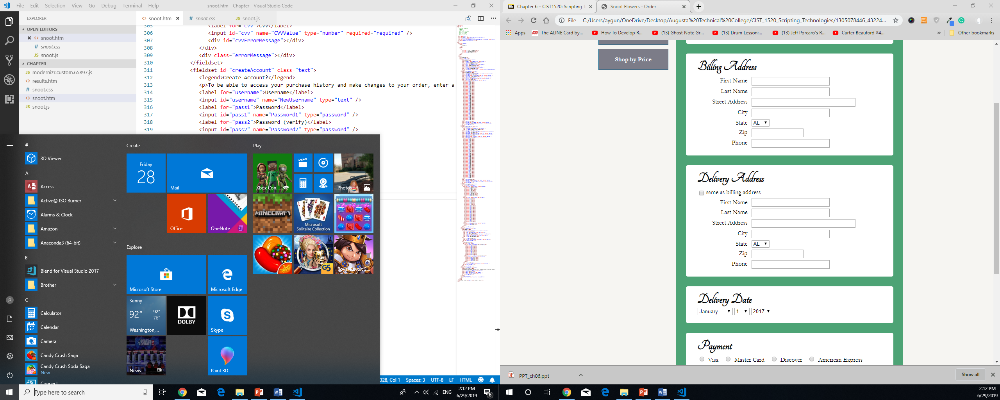 File Edit Selection View Go Debug Terminal Help
snoot.htm - Chapter - Visual Studio Code
EXPLORER
OPEN EDITORS
snoot.htm
snoot.css
snoot.js
CHAPTER
modernizr.custom.65897.js
results.htm
snoot.css
snoot.htm
snoot.js
snoot.htm
snoot.css
snoot.js
305 <label for="cvv">CVV</label>
306 <input id="cvv" name="CVVValue" type="number" required="required" />
307 <div id="cvvErrorMessage"></div>
308 </div>
309 <div class="errorMessage"></div>
310 </fieldset>
311 <fieldset id="createAccount" class="text">
312 <legend>Create Account?</legend>
313 <p>To be able to access your purchase history and make changes to your order, enter a
314 <label for="username">Username</label>
315 <input id="username" name="NewUsername" type="text" />
316 <label for="pass1">Password</label>
317 <input id="pass1" name="Password1" type="password" />
318 <label for="pass2">Password (verify)</label>
319 <input id="pass2" name="Password2" type="password" />
#
3D Viewer
A
Access
Active@ ISO Burner
Alarms & Clock
Amazon
Anaconda3 (64-bit)
B
Blend for Visual Studio 2017
Brother
C
Calculator
Calendar
Camera
Candy Crush Saga
Candy Crush Soda Saga
New
Connect
Create
Friday
28
Mail
Office
OneNote
Explore
Microsoft Store
Microsoft Edge
Sunny
92°
92°
76°
Washington,...
DOLBY
Skype
DEMOCRATIC DEBATE
News
Paint 3D
Play
Xbox Con...
Photos
MINECRAFT
Microsoft
Solitaire Collection
King
G5
Royal Revolt 2...
328, Col 1 Spaces: 3 UTF-8 LF HTML
Type here to search
ENG
2:12 PM
6/29/2019
6
Chapter 6 – CIST1520: Scripting T
Snoot Flowers - Order
File C:/Users/aygun/OneDrive/Desktop/Augusta%20Technical%20College/CIST_1520_Scripting_Technologies/1305078446_43224...
Apps
The ALINE Card by...
How To Develop R...
(13) Ghost Note Gr...
(13) Drum Lesson:...
(13) Jeff Porcaro's R...
Carter Beauford #4...
»
Other bookmarks
Shop by Price
Billing Address
First Name
Last Name
Street Address
City
State AL
Zip
Phone
Delivery Address
same as billing address
First Name
Last Name
Street Address
City
State AL
Zip
Phone
Delivery Date
January 1 2017
Payment
Visa Master Card Discover American Express
PPT_ch06.ppt
Show all
2:12 PM
6/29/2019